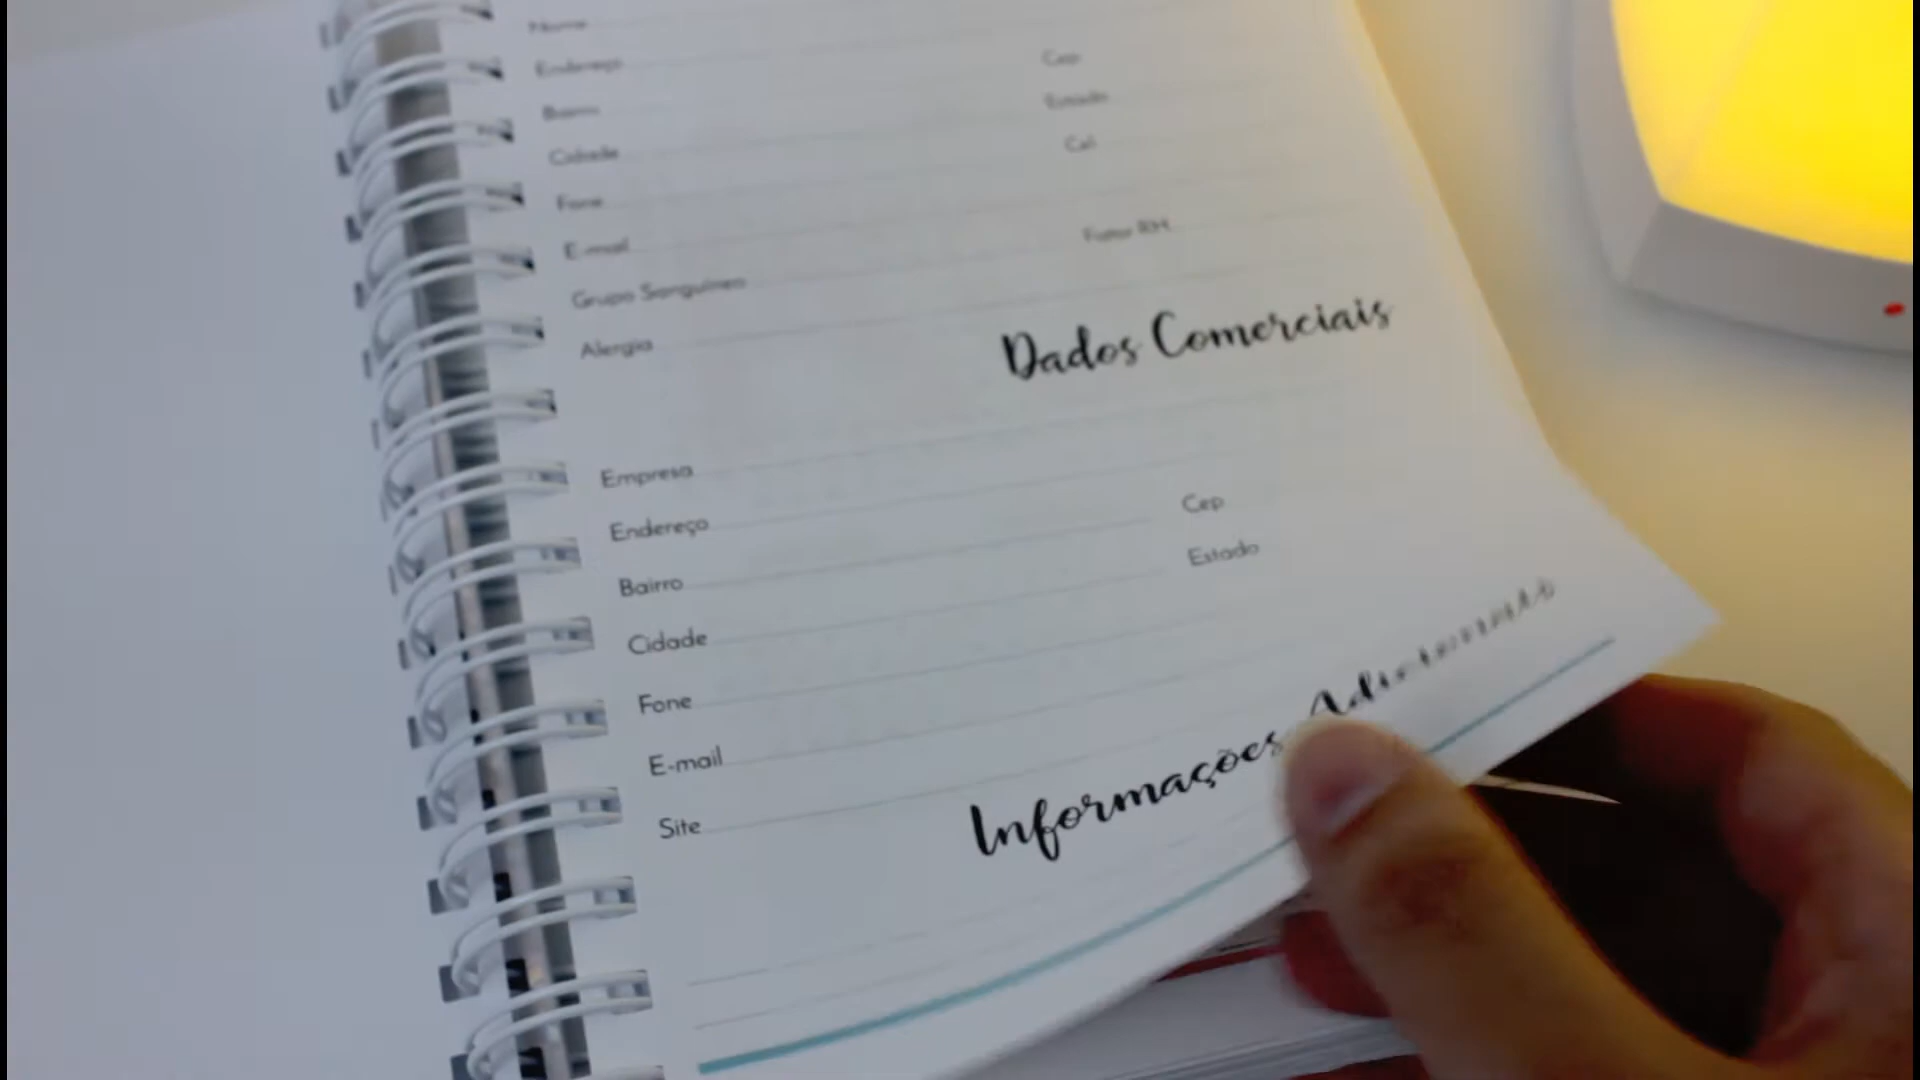 Nome
Endereço Cep
Bairro Estado
Cidade Cel
Fone
E-mail Fator RH
Grupo Sanguíneo
Alergia
Dados Comerciais
Empresa
Endereço Cep
Bairro Estado
Cidade
Fone
E-mail
Site
Informações